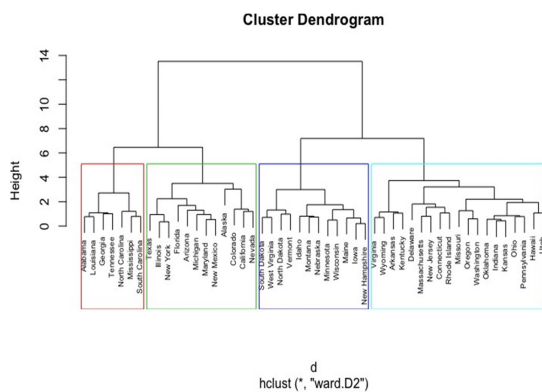 Cluster Dendrogram
Height
14
12
10
8
6
4
2
0
Alabama
Louisiana
Georgia
Tennessee
North Carolina
Mississippi
South Carolina
Texas
Illinois
New York
Florida
Arizona
Michigan
Maryland
New Mexico
Alaska
Colorado
California
Nevada
South Dakota
West Virginia
North Dakota
Vermont
Idaho
Montana
Nebraska
Minnesota
Wisconsin
Maine
Iowa
New Hampshire
Virginia
Wyoming
Arkansas
Kentucky
Delaware
Massachusetts
New Jersey
Connecticut
Rhode Island
Missouri
Oregon
Washington
Oklahoma
Indiana
Kansas
Ohio
Pennsylvania
Hawaii
d
hclust (*, "ward.D2")